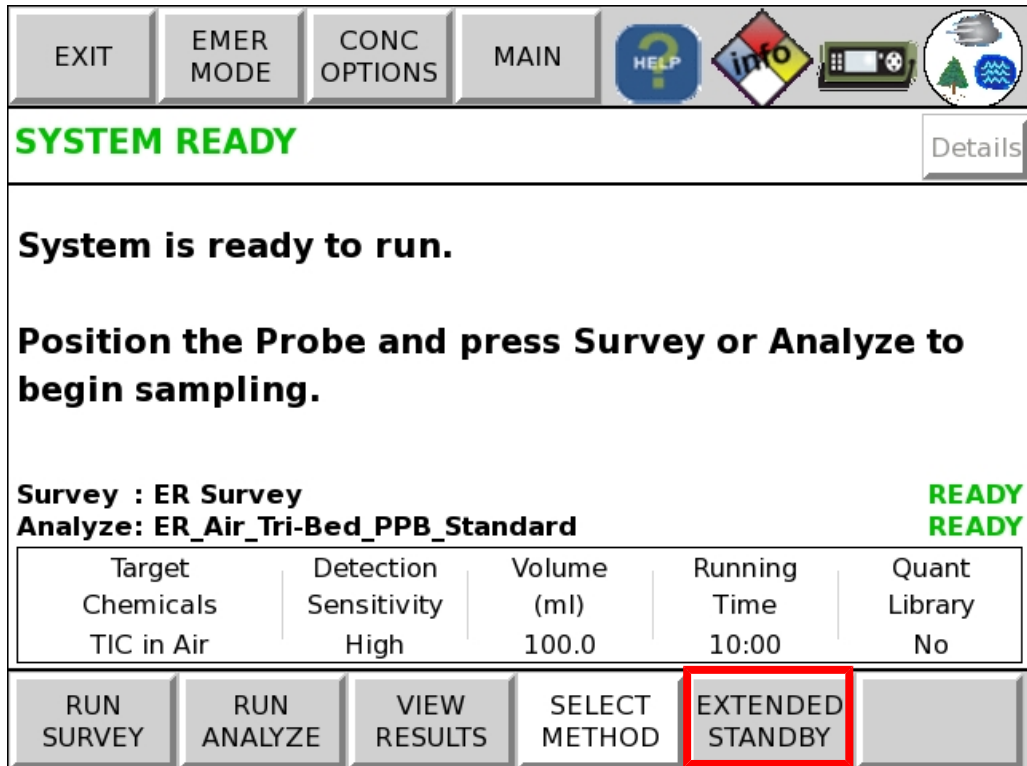 EXIT
EMER
MODE
CONC
OPTIONS
MAIN
HELP
info
SYSTEM READY
Details
System is ready to run.
Position the Probe and press Survey or Analyze to
begin sampling.
Survey : ER Survey READY
Analyze: ER_Air_Tri-Bed_PPB_Standard READY
Target Detection Volume Running Quant
Chemicals Sensitivity (ml) Time Library
TIC in Air High 100.0 10:00 No
RUN
SURVEY
RUN
ANALYZE
VIEW
RESULTS
SELECT
METHOD
EXTENDED
STANDBY